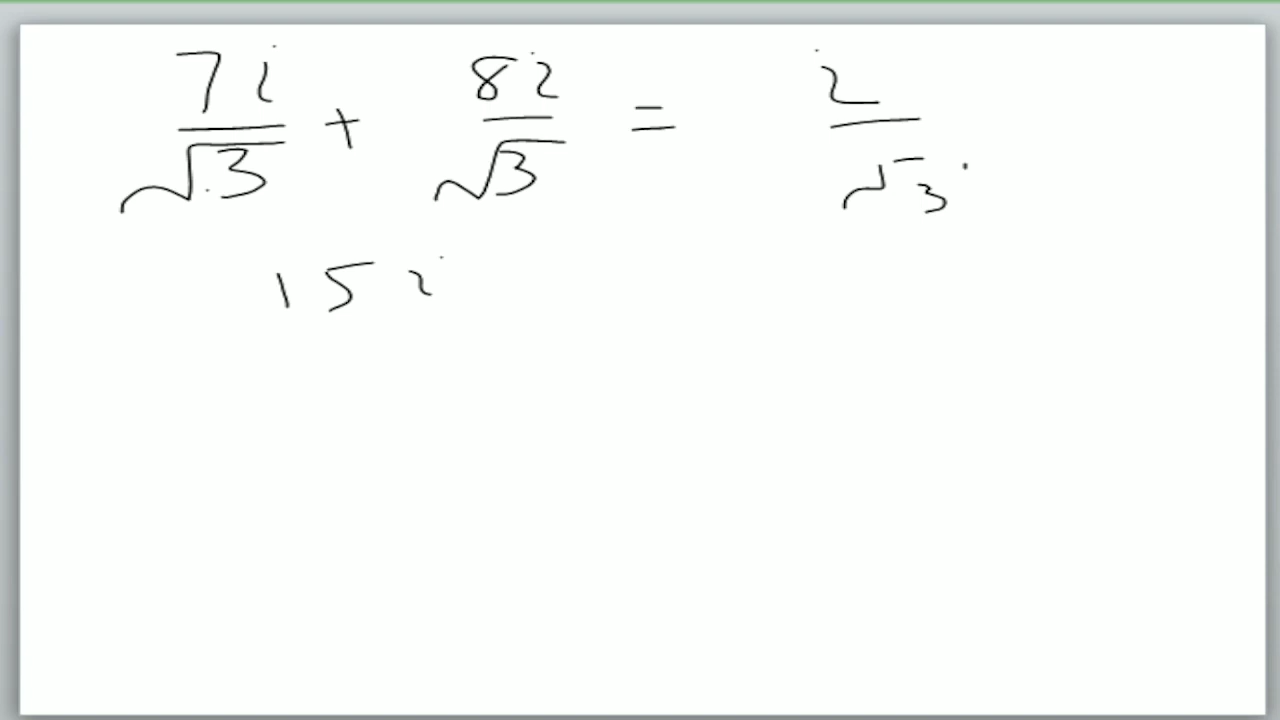 7i/√3 + 8i/√3 = i/√3
15i